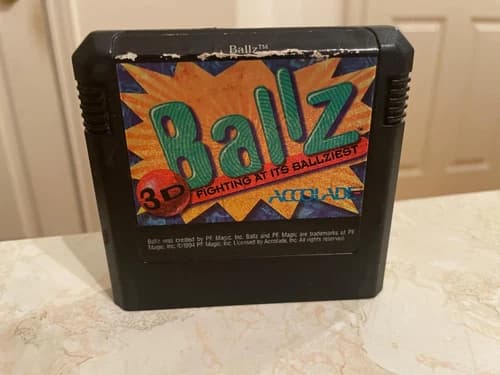 Ballz™
Ballz
3D
FIGHTING AT ITS BALLZIEST
ACCOLADE
Ballz was created by PF. Magic, Inc. Ballz and PF. Magic are trademarks of PF.
Magic, Inc. ©1994 PF. Magic, Inc. Licensed by Accolade, Inc. All rights reserved.